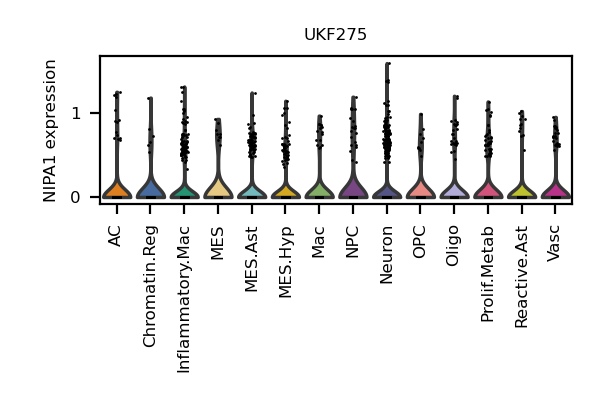 UKF275
NIPA1 expression
1
0
AC
Chromatin.Reg
Inflammatory.Mac
MES
MES.Ast
MES.Hyp
Mac
NPC
Neuron
OPC
Oligo
Prolif.Metab
Reactive.Ast
Vasc